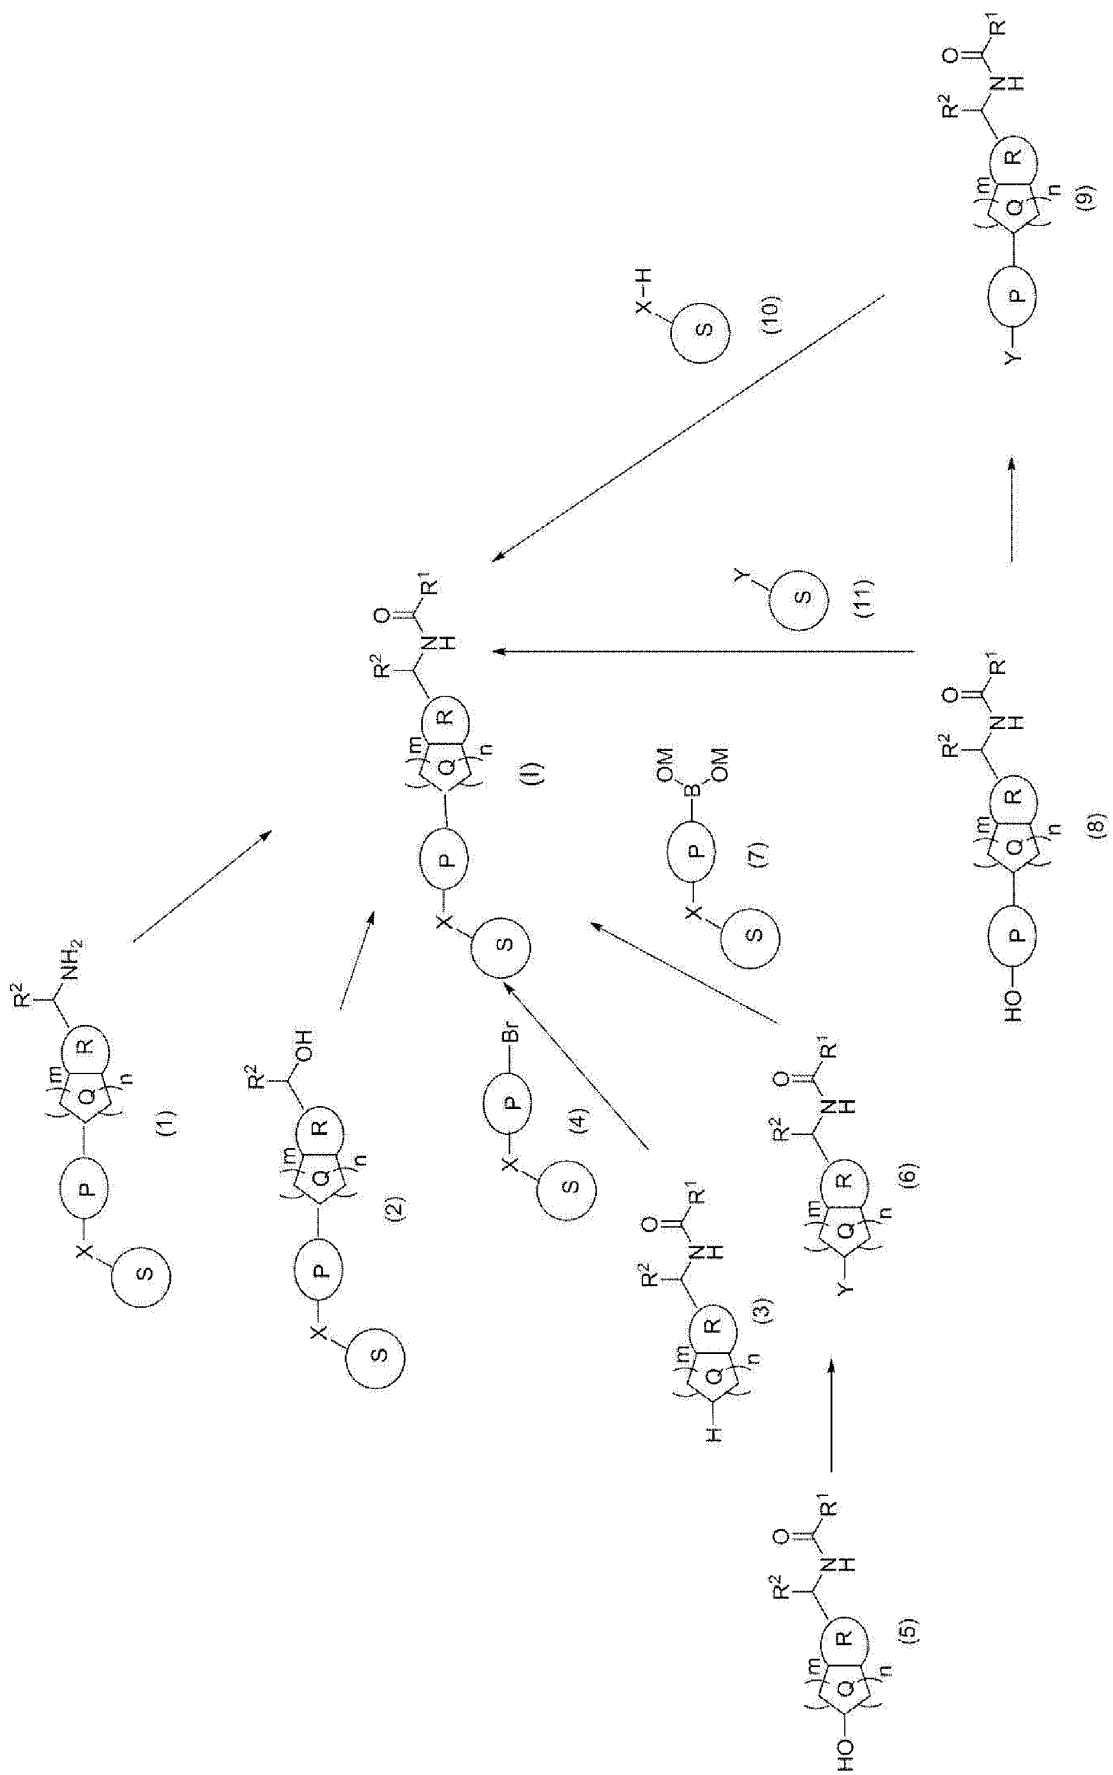 R²
NH₂
X P Q R
m
n
S
(1)
R²
OH
X P Q R
m
n
S
(2)
O
R²
N
H
R¹
X P Q R
m
n
S
(I)
X P Br
S
(4)
X P B
OM
OM
S
(7)
X–H
S
(10)
O
R²
N
H
R¹
H Q R
m
n
(3)
Y
S
(11)
O
R²
N
H
R¹
HO Q R
m
n
(5)
O
R²
N
H
R¹
Y Q R
m
n
(6)
O
R²
N
H
R¹
HO P Q R
m
n
(8)
O
R²
N
H
R¹
Y P Q R
m
n
(9)